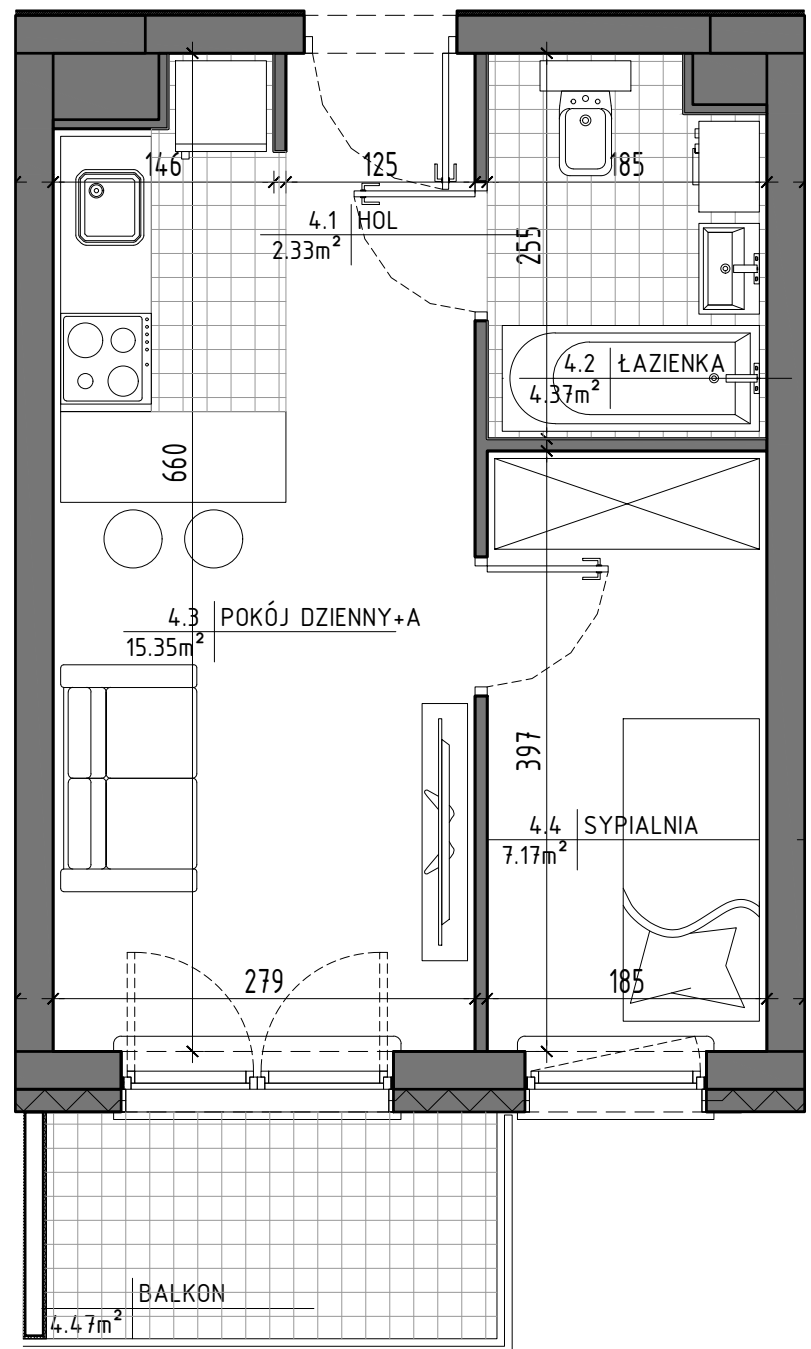 146
125
185
4.1 HOL
2.33m²
255
4.2 ŁAZIENKA
4.37m²
660
4.3 POKÓJ DZIENNY+A
15.35m²
397
4.4 SYPIALNIA
7.17m²
279
185
BALKON
4.47m²